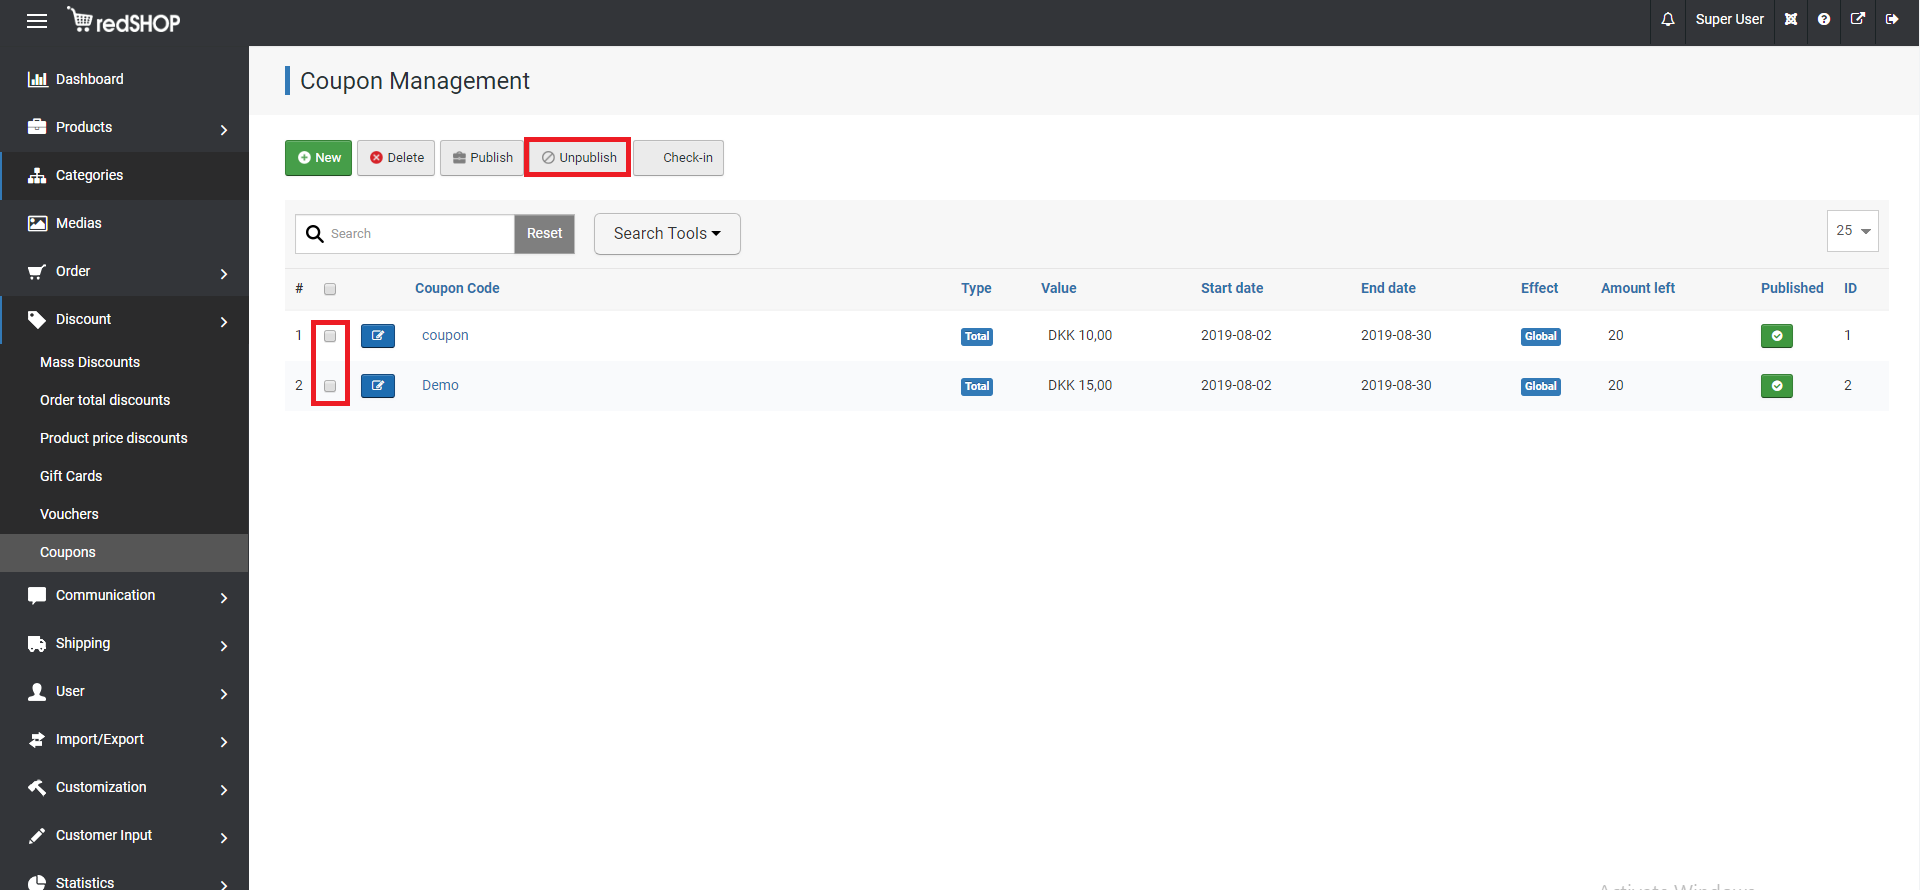 redSHOP
Super User
Dashboard
Products
Categories
Medias
Order
Discount
Mass Discounts
Order total discounts
Product price discounts
Gift Cards
Vouchers
Coupons
Communication
Shipping
User
Import/Export
Customization
Customer Input
Statistics
Coupon Management
New Delete Publish Unpublish Check-in
Search Reset Search Tools 25
# Coupon Code Type Value Start date End date Effect Amount left Published ID
1 coupon Total DKK 10,00 2019-08-02 2019-08-30 Global 20 1
2 Demo Total DKK 15,00 2019-08-02 2019-08-30 Global 20 2
Activate Windows